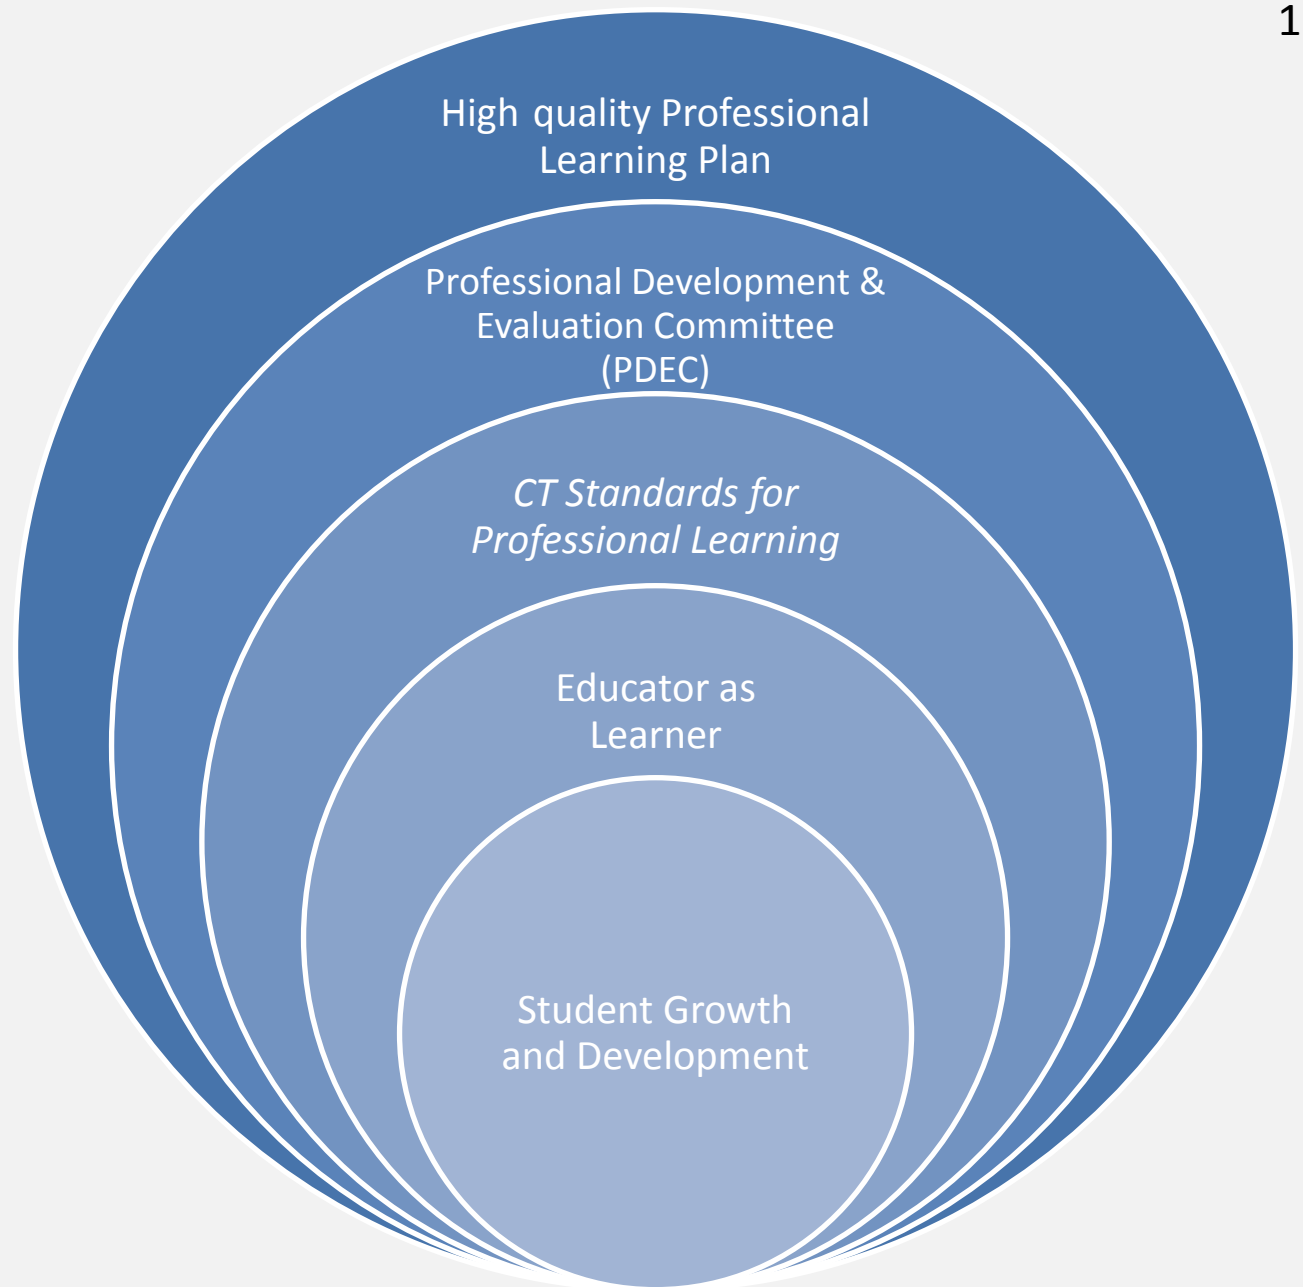 1
High quality Professional
Learning Plan
Professional Development &
Evaluation Committee
(PDEC)
CT Standards for
Professional Learning
Educator as
Learner
Student Growth
and Development